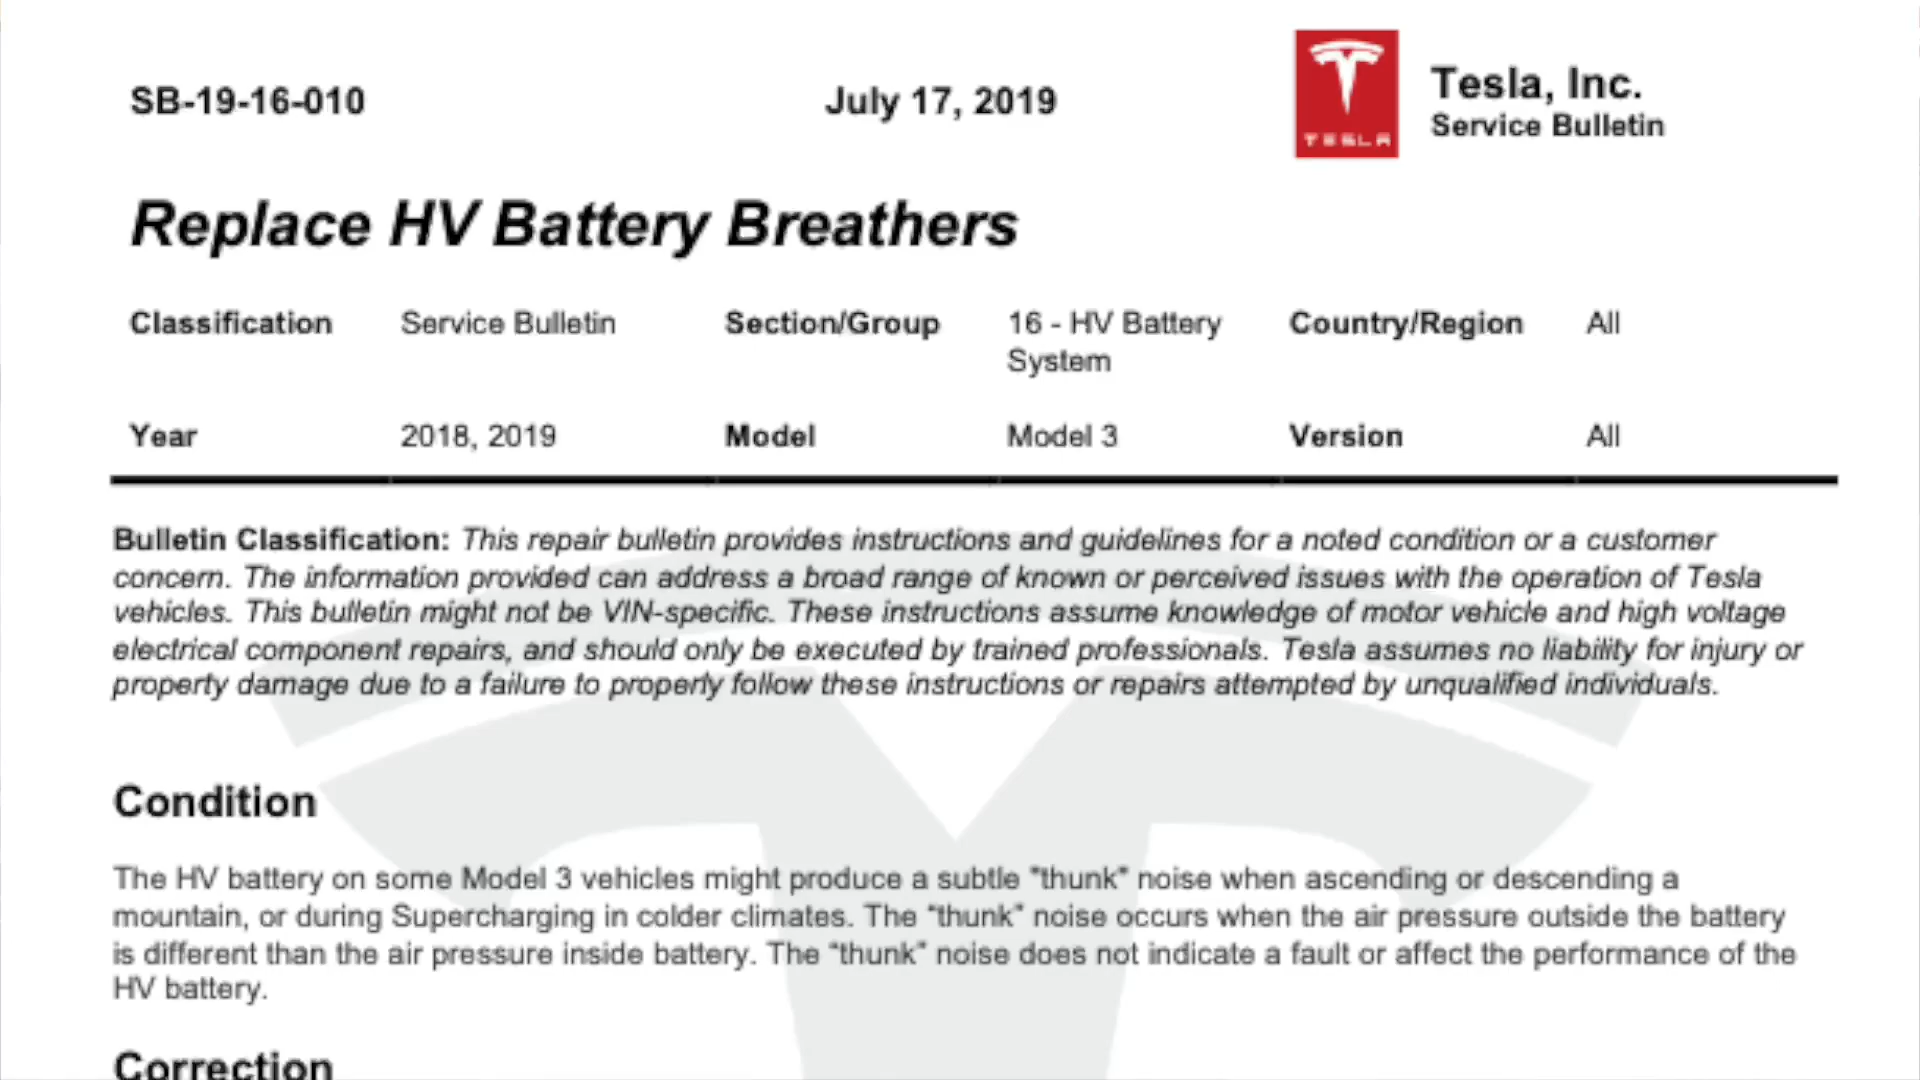 SB-19-16-010 July 17, 2019
TESLA
Tesla, Inc.
Service Bulletin
Replace HV Battery Breathers
Classification Service Bulletin Section/Group 16 - HV Battery System Country/Region All
Year 2018, 2019 Model Model 3 Version All
Bulletin Classification: This repair bulletin provides instructions and guidelines for a noted condition or a customer
concern. The information provided can address a broad range of known or perceived issues with the operation of Tesla
vehicles. This bulletin might not be VIN-specific. These instructions assume knowledge of motor vehicle and high voltage
electrical component repairs, and should only be executed by trained professionals. Tesla assumes no liability for injury or
property damage due to a failure to properly follow these instructions or repairs attempted by unqualified individuals.
Condition
The HV battery on some Model 3 vehicles might produce a subtle "thunk" noise when ascending or descending a
mountain, or during Supercharging in colder climates. The "thunk" noise occurs when the air pressure outside the battery
is different than the air pressure inside battery. The "thunk" noise does not indicate a fault or affect the performance of the
HV battery.
Correction